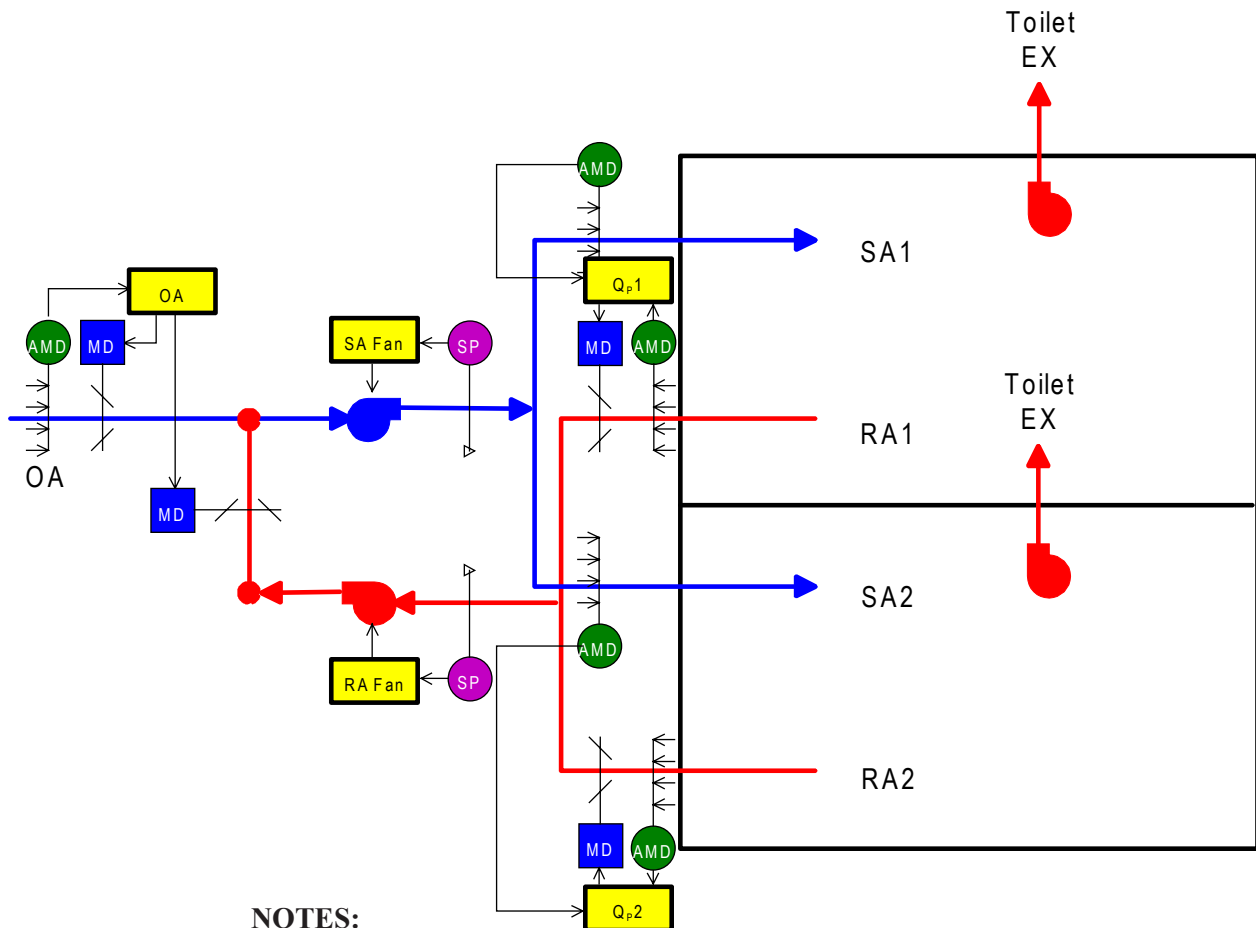 Toilet
EX
AMD
SA1
Qₚ1
OA
AMD
MD
SA Fan
SP
MD
AMD
Toilet
EX
RA1
OA
MD
SA2
AMD
RA Fan
SP
RA2
MD
AMD
Qₚ2
NOTES: